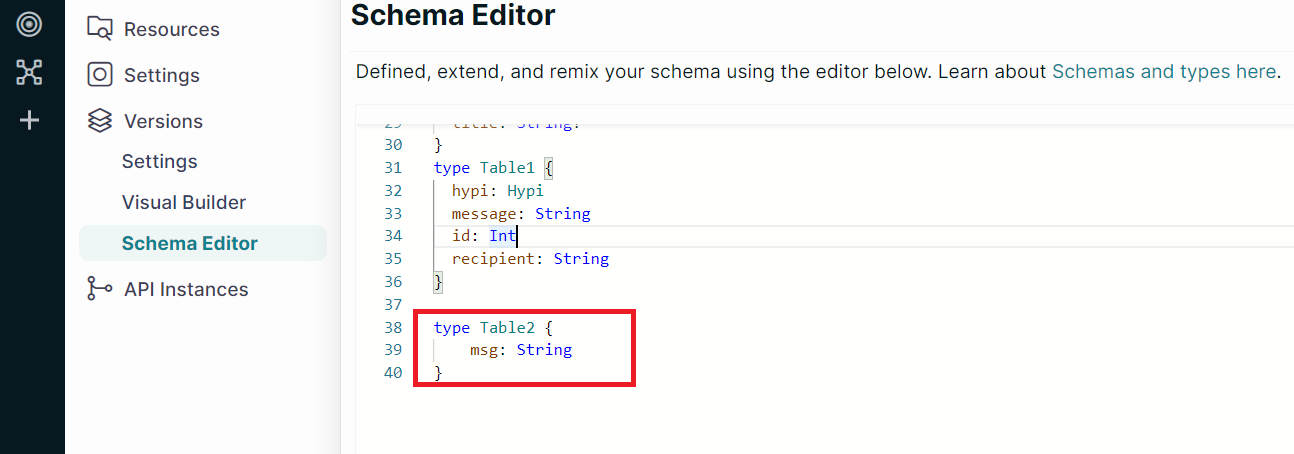 Resources
Settings
Versions
Settings
Visual Builder
Schema Editor
API Instances
Schema Editor
Defined, extend, and remix your schema using the editor below. Learn about Schemas and types here.
29 title: String!
30 }
31 type Table1 {
32 hypi: Hypi
33 message: String
34 id: Int
35 recipient: String
36 }
37
38 type Table2 {
39 msg: String
40 }